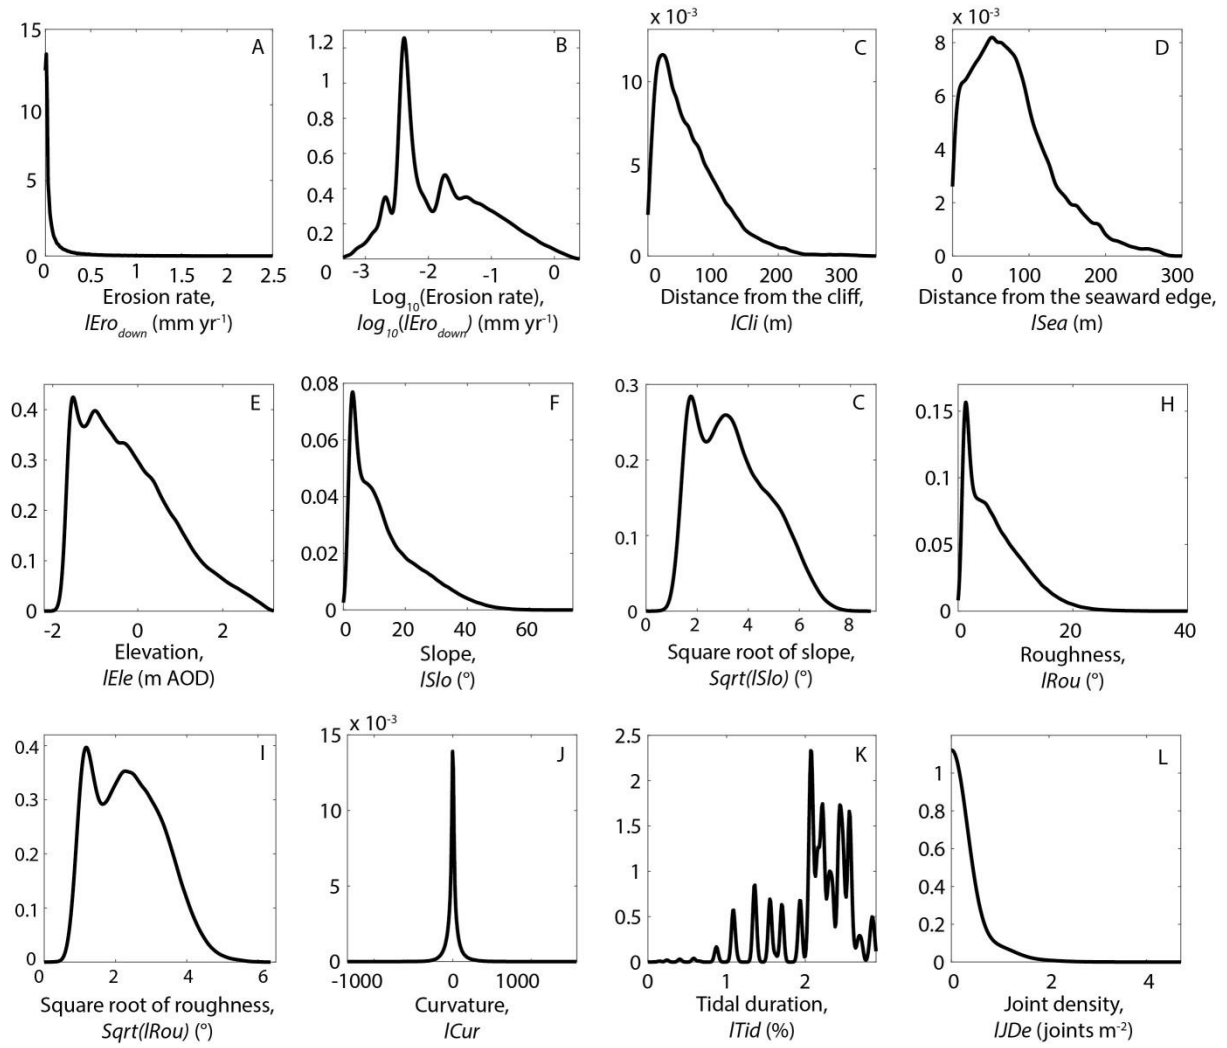 15
10
5
0
A
0 0.5 1 1.5 2 2.5
Erosion rate,
lEro_down (mm yr⁻¹)
1.2
1
0.8
0.6
0.4
0.2
0
B
-3 -2 -1 0
Log₁₀(Erosion rate),
log₁₀(lEro_down) (mm yr⁻¹)
x 10⁻³
10
5
0
C
0 100 200 300
Distance from the cliff,
lCli (m)
x 10⁻³
8
6
4
2
0
D
0 100 200 300
Distance from the seaward edge,
lSea (m)
0.4
0.3
0.2
0.1
0
E
-2 0 2
Elevation,
lEle (m AOD)
0.08
0.06
0.04
0.02
0
F
0 20 40 60
Slope,
lSlo (°)
0.3
0.2
0.1
0
C
0 2 4 6 8
Square root of slope,
Sqrt(lSlo) (°)
0.15
0.1
0.05
0
H
0 20 40
Roughness,
lRou (°)
0.4
0.3
0.2
0.1
0
I
0 2 4 6
Square root of roughness,
Sqrt(lRou) (°)
x 10⁻³
15
10
5
0
J
-1000 0 1000
Curvature,
lCur
2.5
2
1.5
1
0.5
0
K
0 1 2
Tidal duration,
lTid (%)
1
0.8
0.6
0.4
0.2
0
L
0 2 4
Joint density,
lJDe (joints m⁻²)